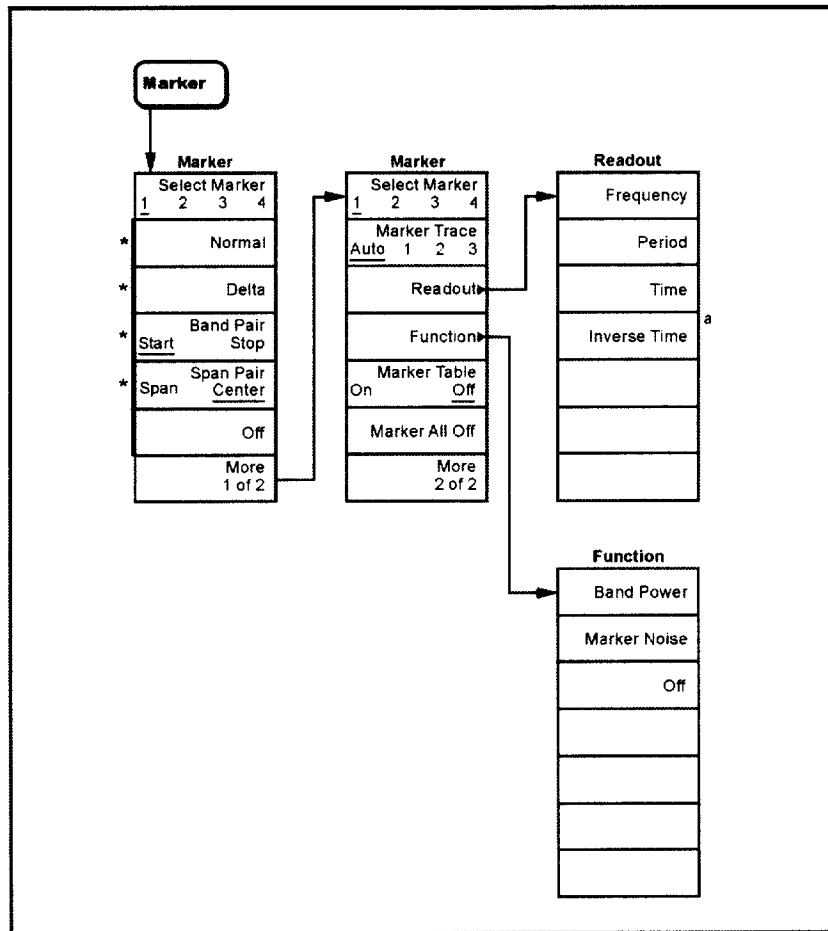 Marker
Marker
Select Marker
1 2 3 4
* Normal
* Delta
* Band Pair
Start Stop
* Span Pair
Span Center
Off
More
1 of 2
Marker
Select Marker
1 2 3 4
Marker Trace
Auto 1 2 3
Readout
Function
Marker Table
On Off
Marker All Off
More
2 of 2
Readout
Frequency
Period
Time
a
Inverse Time
Function
Band Power
Marker Noise
Off